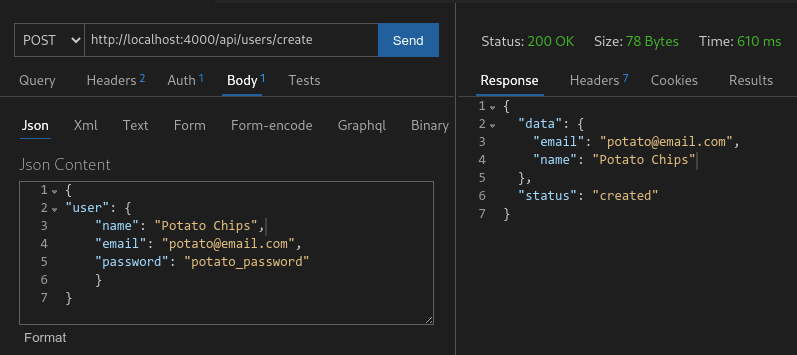 POST http://localhost:4000/api/users/create Send
Query Headers 2 Auth 1 Body 1 Tests
Json Xml Text Form Form-encode Graphql Binary
Json Content
1 {
2 "user": {
3 "name": "Potato Chips",
4 "email": "potato@email.com",
5 "password": "potato_password"
6 }
7 }
Format
Status: 200 OK Size: 78 Bytes Time: 610 ms
Response Headers 7 Cookies Results
1 {
2 "data": {
3 "email": "potato@email.com",
4 "name": "Potato Chips"
5 },
6 "status": "created"
7 }